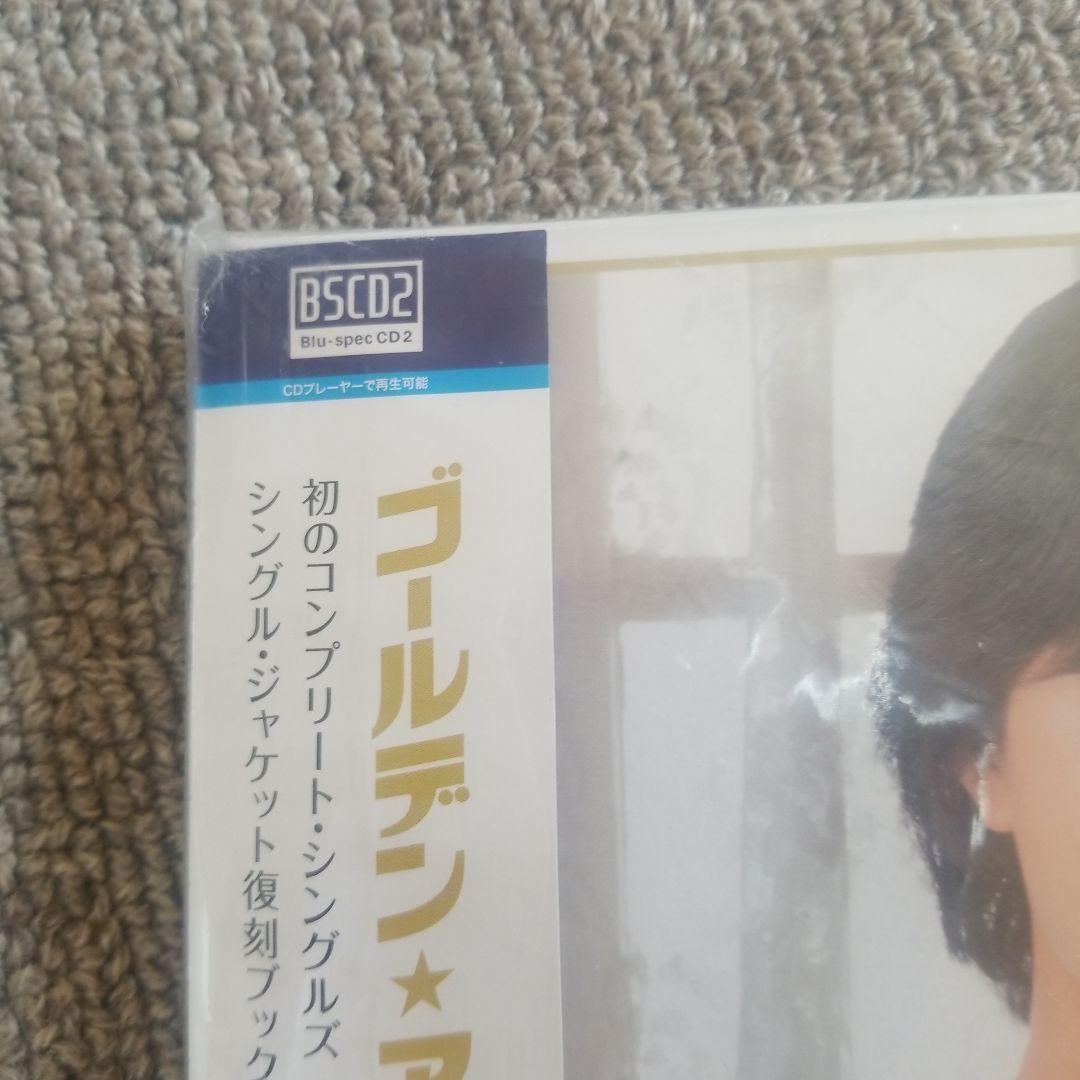 BSCD2
Blu-spec CD2
CDプレーヤーで再生可能
ゴールデン★ア
初のコンプリート・シングルズ
シングル・ジャケット復刻ブック